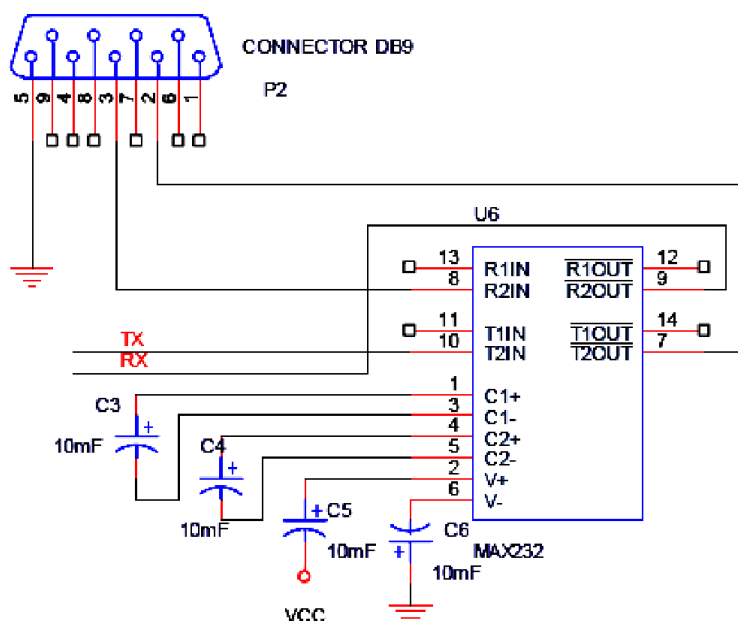 CONNECTOR DB9
P2
5 9 4 8 3 7 2 6 1
U6
13 R1IN R1OUT 12
8 R2IN R2OUT 9
11 T1IN T1OUT 14
10 T2IN T2OUT 7
TX
RX
1 C1+
3 C1-
4 C2+
5 C2-
2 V+
6 V-
C3
10mF
C4
10mF
C5
10mF
C6
10mF
MAX232
VCC